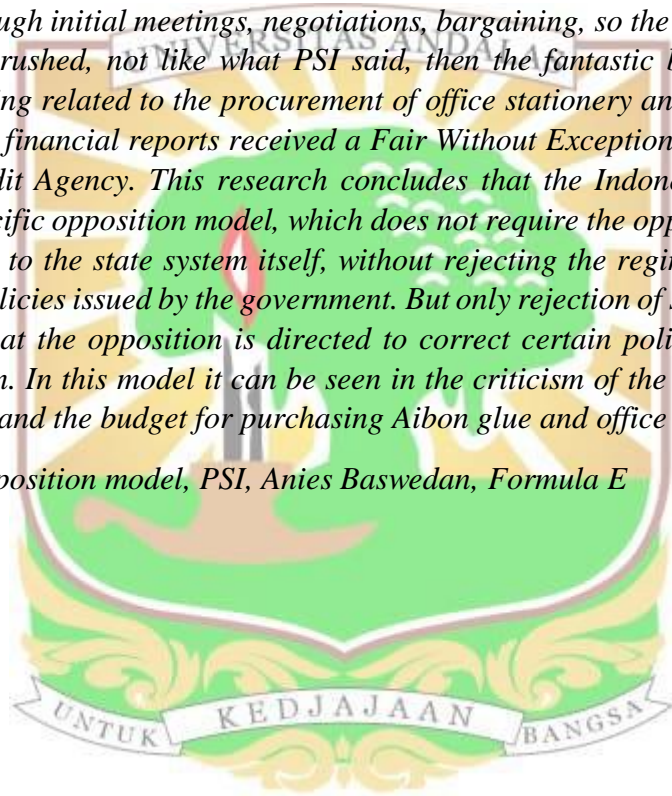 ugh initial meetings, negotiations, bargaining, so the
UNIVERSITAS ANDALAS
rushed, not like what PSI said, then the fantastic
ng related to the procurement of office stationery an
financial reports received a Fair Without Exception
dit Agency. This research concludes that the Indone
cific opposition model, which does not require the opp
to the state system itself, without rejecting the regi
olicies issued by the government. But only rejection of
at the opposition is directed to correct certain poli
n. In this model it can be seen in the criticism of the
and the budget for purchasing Aibon glue and office
position model, PSI, Anies Baswedan, Formula E
UNTUK KEDJAJAAN BANGSA